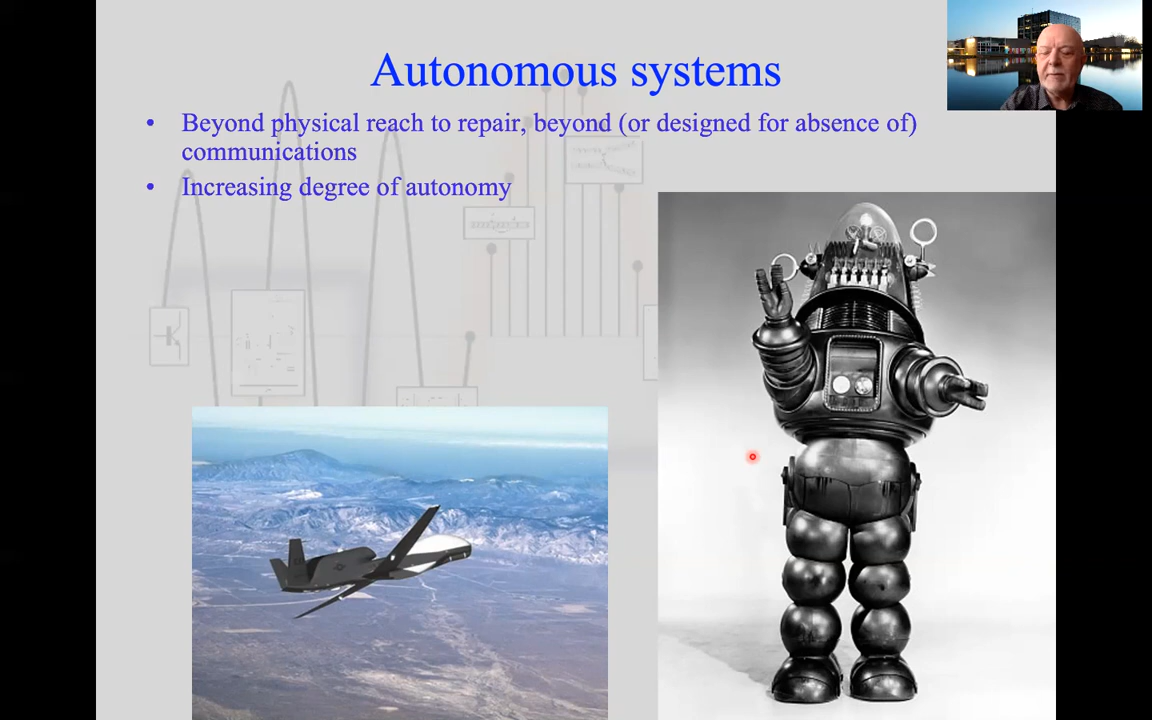 Autonomous systems
• Beyond physical reach to repair, beyond (or designed for absence of)
communications
• Increasing degree of autonomy